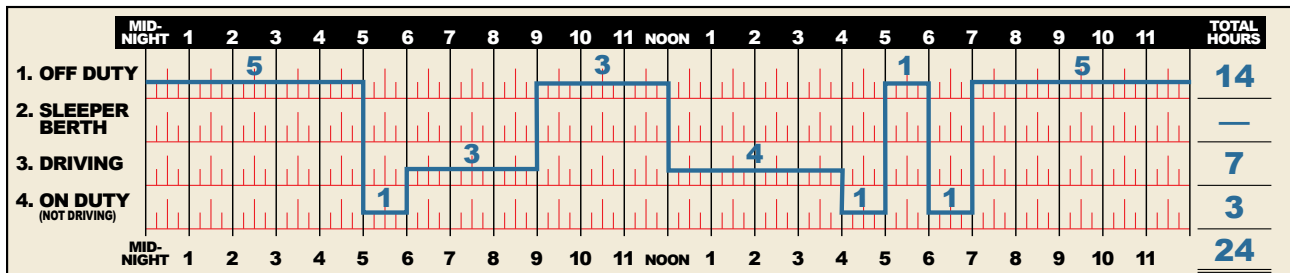 MID-NIGHT 1 2 3 4 5 6 7 8 9 10 11 NOON 1 2 3 4 5 6 7 8 9 10 11 TOTAL HOURS
1. OFF DUTY 5 3 1 5 14
2. SLEEPER BERTH —
3. DRIVING 3 4 7
4. ON DUTY (NOT DRIVING) 1 1 1 3
MID-NIGHT 1 2 3 4 5 6 7 8 9 10 11 NOON 1 2 3 4 5 6 7 8 9 10 11 24